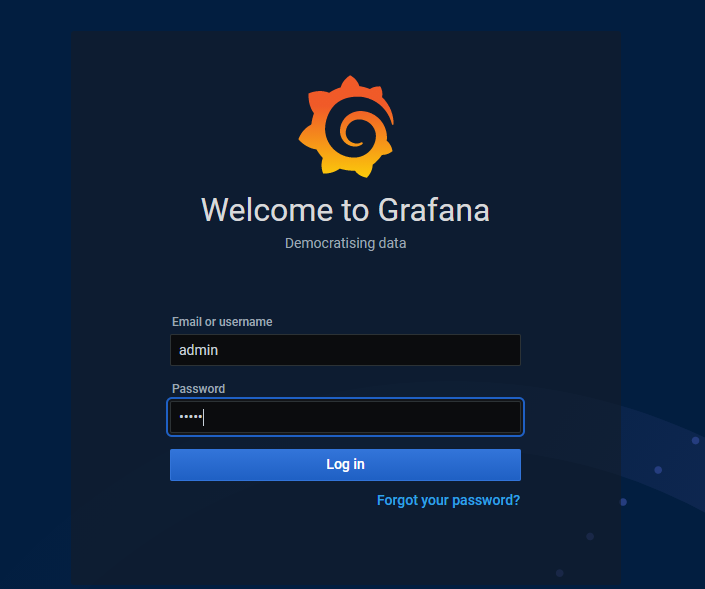 Welcome to Grafana
Democratising data
Email or username
admin
Password
•••••
Log in
Forgot your password?